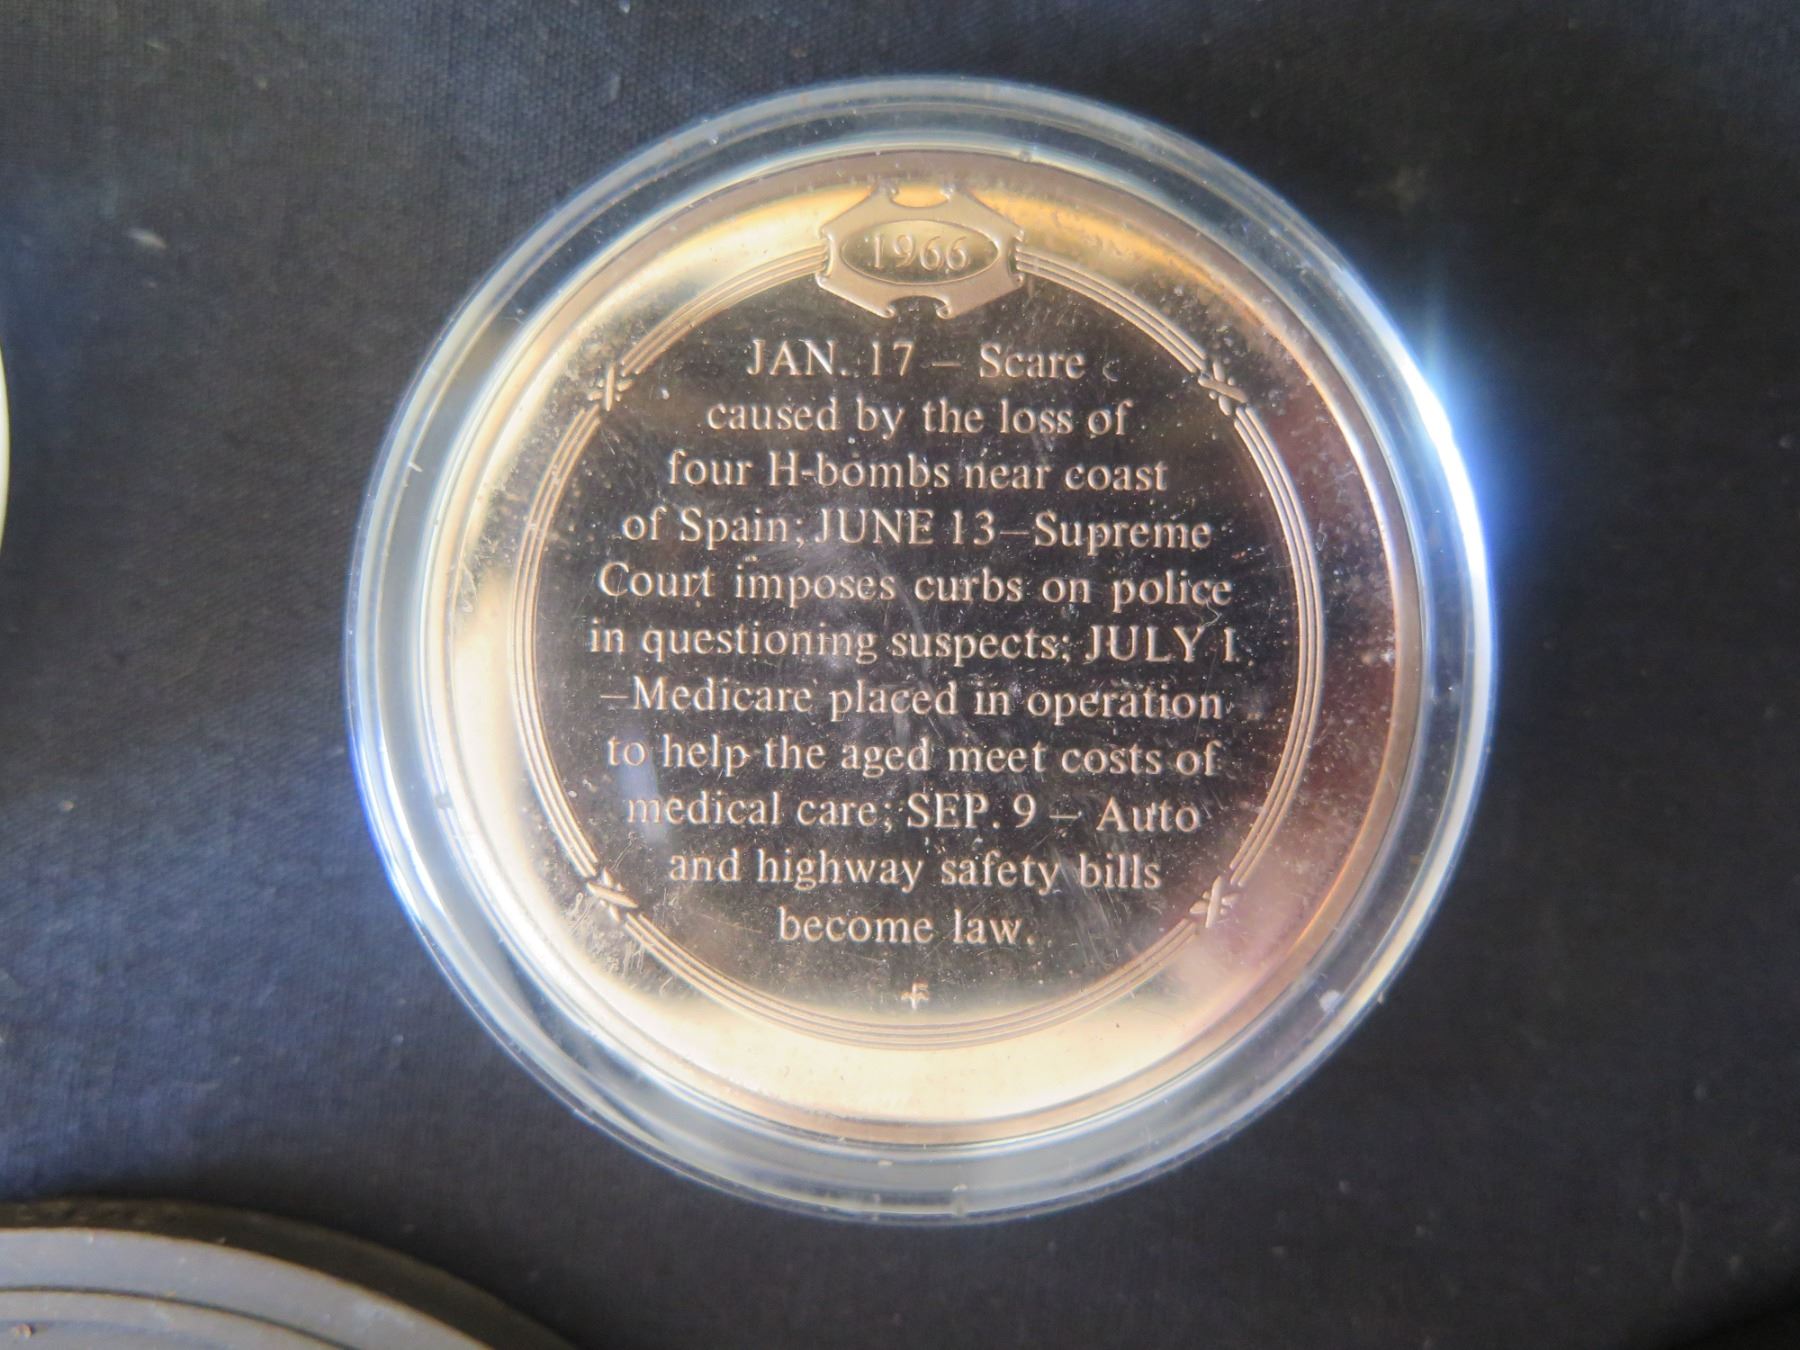 1966
JAN. 17 – Scare
caused by the loss of
four H-bombs near coast
of Spain; JUNE 13–Supreme
Court imposes curbs on police
in questioning suspects; JULY 1
–Medicare placed in operation
to help the aged meet costs of
medical care; SEP. 9 – Auto
and highway safety bills
become law.